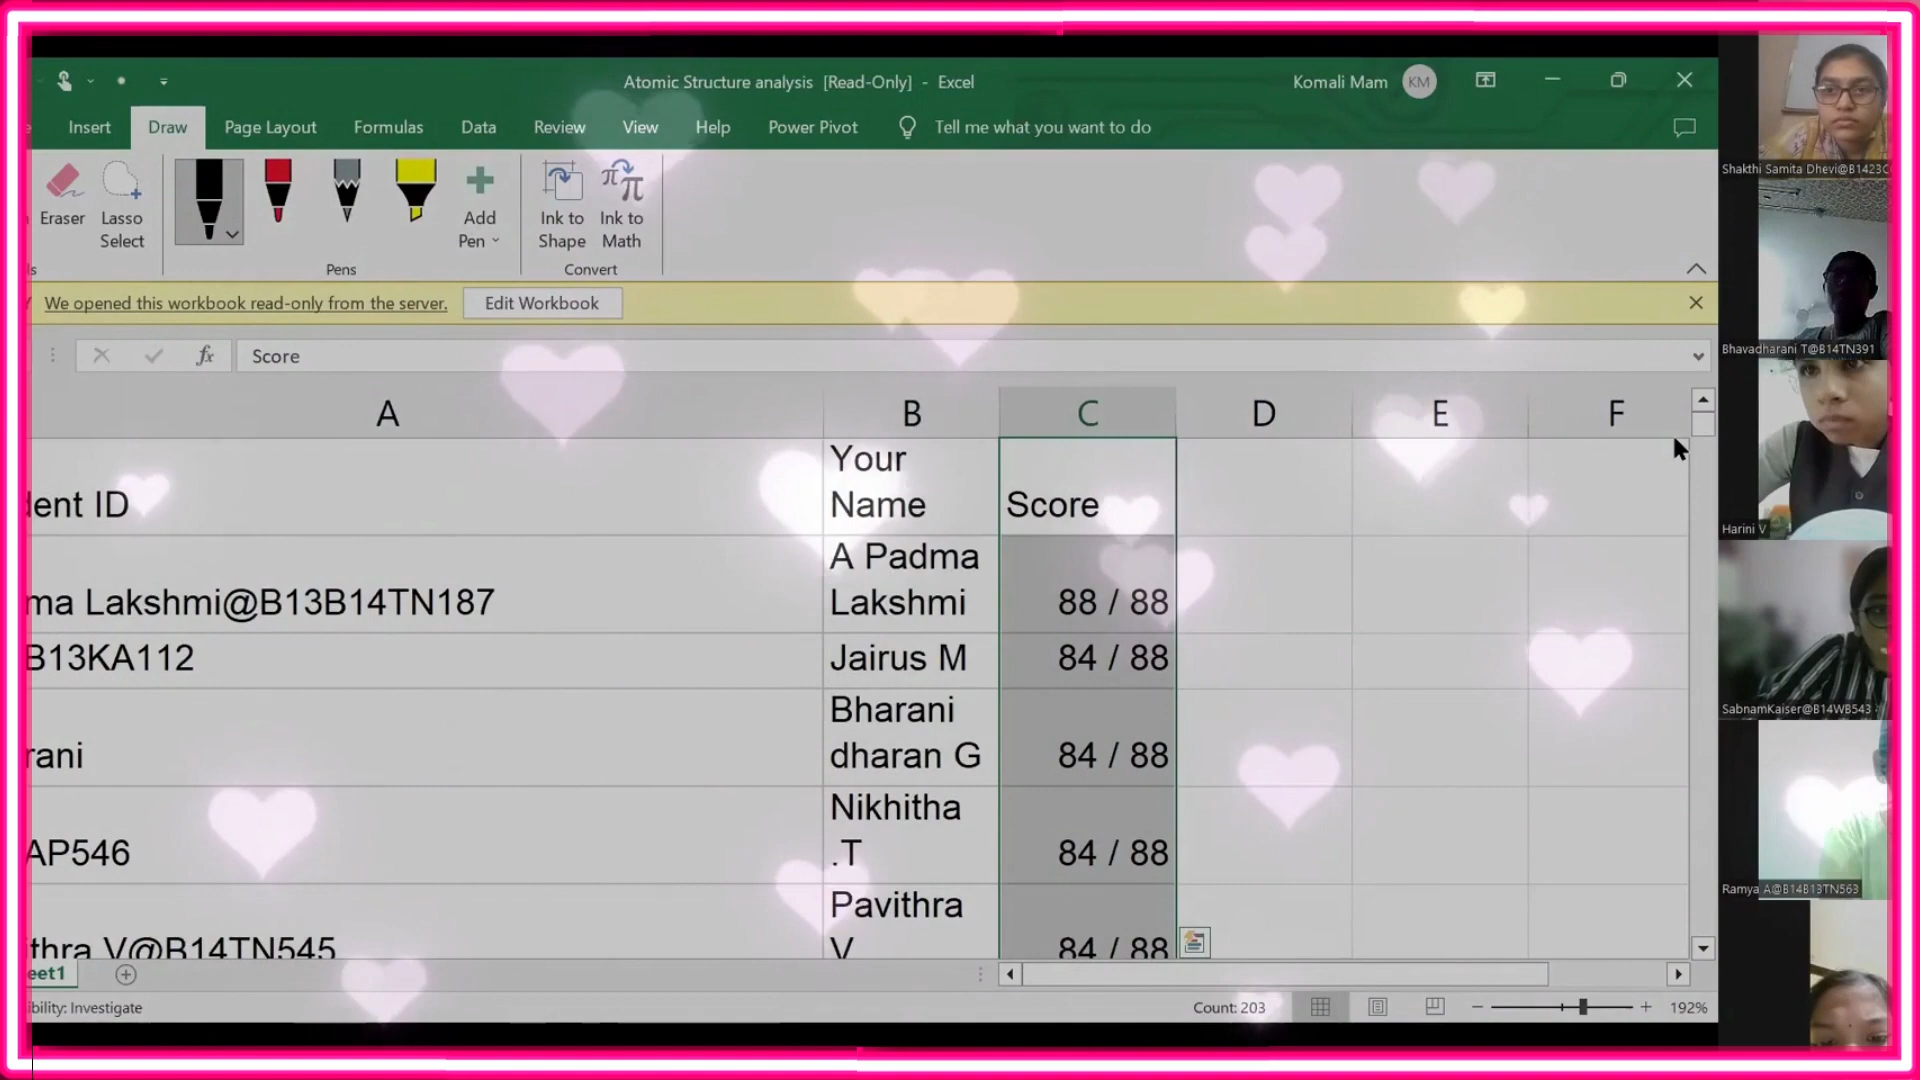 Atomic Structure analysis [Read-Only] - Excel
Komali Mam KM
Insert Draw Page Layout Formulas Data Review View Help Power Pivot Tell me what you want to do
Eraser
Lasso
Select
Add
Pen
Ink to
Shape
Ink to
Math
Pens
Convert
We opened this workbook read-only from the server. Edit Workbook
fx Score
A B C D E F
dent ID Your
Name Score
ma Lakshmi@B13B14TN187 A Padma
Lakshmi 88 / 88
B13KA112 Jairus M 84 / 88
rani Bharani
dharan G 84 / 88
AP546 Nikhitha
.T 84 / 88
ithra V@B14TN545 Pavithra
V 84 / 88
eet1
ibility: Investigate
Count: 203
192%
Shakthi Samita Dhevi@B1423C
Bhavadharani T@B14TN391
Harini V
SabnamKaiser@B14WB543
Ramya A@B14B13TN563